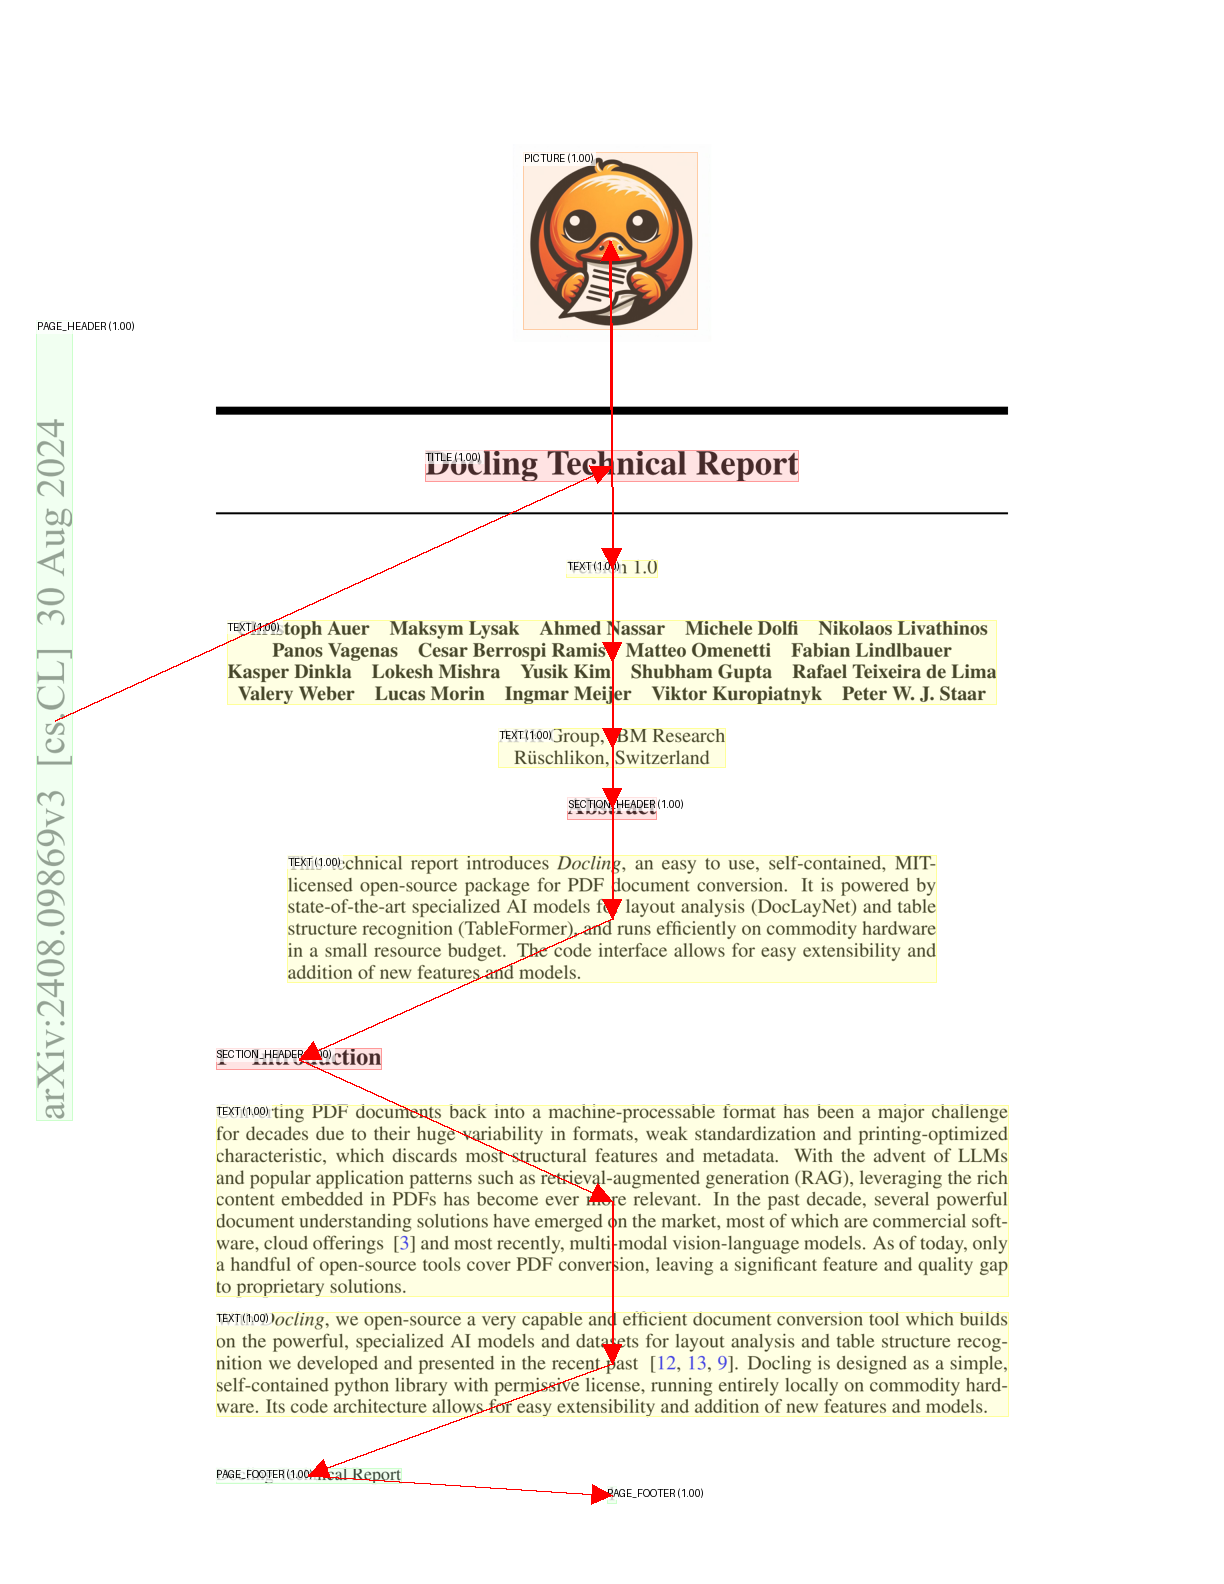 PICTURE (1.00)
PAGE_HEADER (1.00)
arXiv:2408.09869v3 [cs.CL] 30 Aug 2024
TITLE (1.00)
Docling Technical Report
TEXT (1.00)
1.0
TEXT (1.00)
toph Auer Maksym Lysak Ahmed Nassar Michele Dolfi Nikolaos Livathinos
Panos Vagenas Cesar Berrospi Ramis Matteo Omenetti Fabian Lindlbauer
Kasper Dinkla Lokesh Mishra Yusik Kim Shubham Gupta Rafael Teixeira de Lima
Valery Weber Lucas Morin Ingmar Meijer Viktor Kuropiatnyk Peter W. J. Staar
TEXT (1.00)
Group, IBM Research
Rüschlikon, Switzerland
SECTION_HEADER (1.00)
Abstract
TEXT (1.00)
technical report introduces Docling, an easy to use, self-contained, MIT-
licensed open-source package for PDF document conversion. It is powered by
state-of-the-art specialized AI models for layout analysis (DocLayNet) and table
structure recognition (TableFormer), and runs efficiently on commodity hardware
in a small resource budget. The code interface allows for easy extensibility and
addition of new features and models.
SECTION_HEADER (1.00)
1 Introduction
TEXT (1.00)
Converting PDF documents back into a machine-processable format has been a major challenge
for decades due to their huge variability in formats, weak standardization and printing-optimized
characteristic, which discards most structural features and metadata. With the advent of LLMs
and popular application patterns such as retrieval-augmented generation (RAG), leveraging the rich
content embedded in PDFs has become ever more relevant. In the past decade, several powerful
document understanding solutions have emerged on the market, most of which are commercial soft-
ware, cloud offerings [3] and most recently, multi-modal vision-language models. As of today, only
a handful of open-source tools cover PDF conversion, leaving a significant feature and quality gap
to proprietary solutions.
TEXT (1.00)
Docling, we open-source a very capable and efficient document conversion tool which builds
on the powerful, specialized AI models and datasets for layout analysis and table structure recog-
nition we developed and presented in the recent past [12, 13, 9]. Docling is designed as a simple,
self-contained python library with permissive license, running entirely locally on commodity hard-
ware. Its code architecture allows for easy extensibility and addition of new features and models.
PAGE_FOOTER (1.00)
Technical Report
PAGE_FOOTER (1.00)